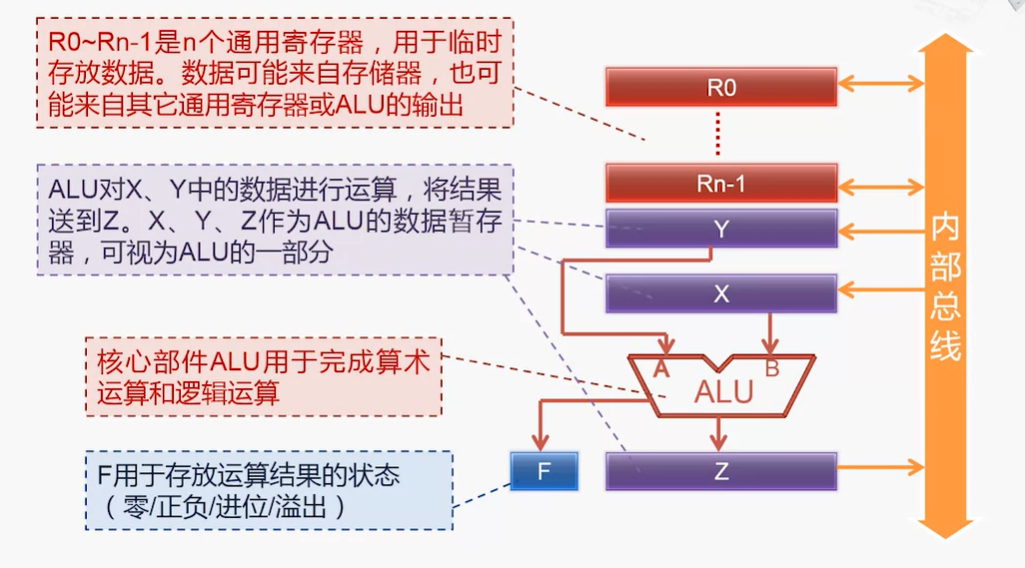 R0~Rn-1是n个通用寄存器，用于临时
存放数据。数据可能来自存储器，也可
能来自其它通用寄存器或ALU的输出
ALU对X、Y中的数据进行运算，将结果
送到Z。X、Y、Z作为ALU的数据暂存
器，可视为ALU的一部分
核心部件ALU用于完成算术
运算和逻辑运算
F用于存放运算结果的状态
（零/正负/进位/溢出）
R0
Rn-1
Y
X
A
B
ALU
F
Z
内
部
总
线